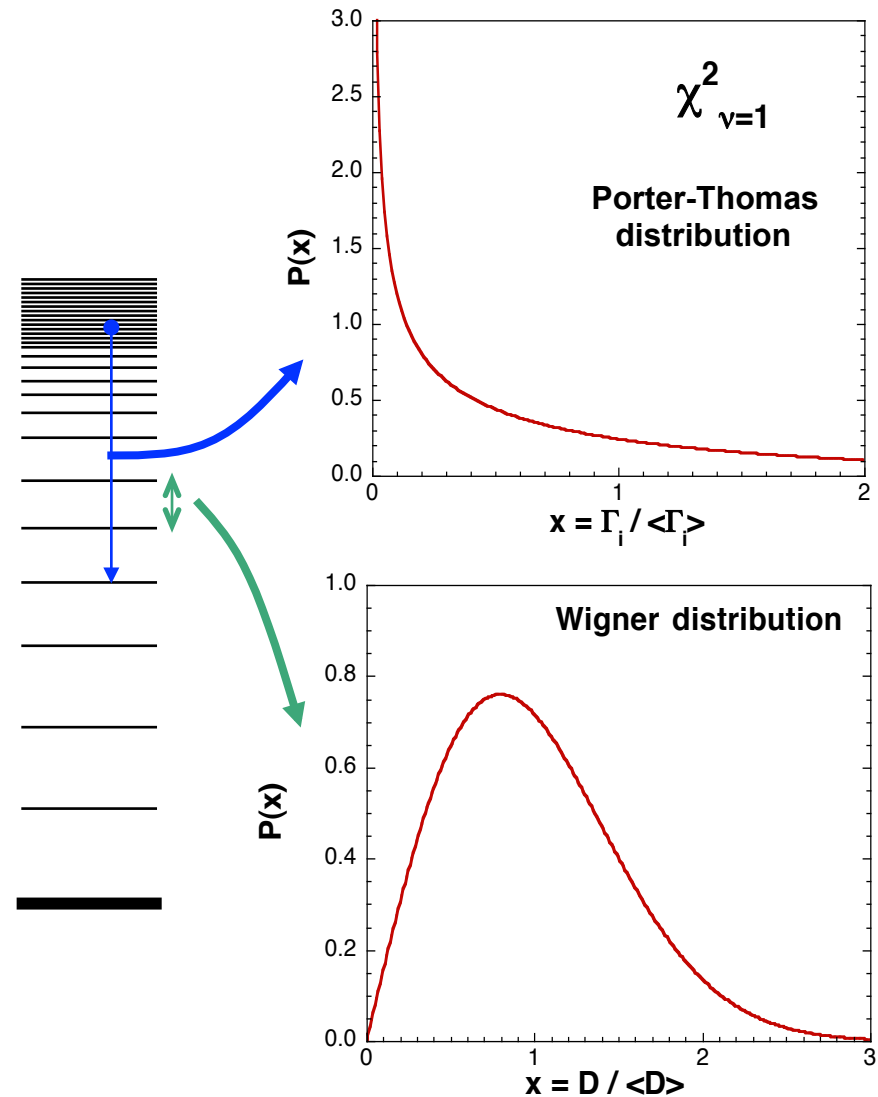 3.0
2.5
2.0
1.5
1.0
0.5
0.0
P(x)
χ²ᵥ₌₁
Porter-Thomas
distribution
0 1 2
x = Γᵢ / <Γᵢ>
1.0
0.8
0.6
0.4
0.2
0.0
P(x)
Wigner distribution
0 1 2 3
x = D / <D>